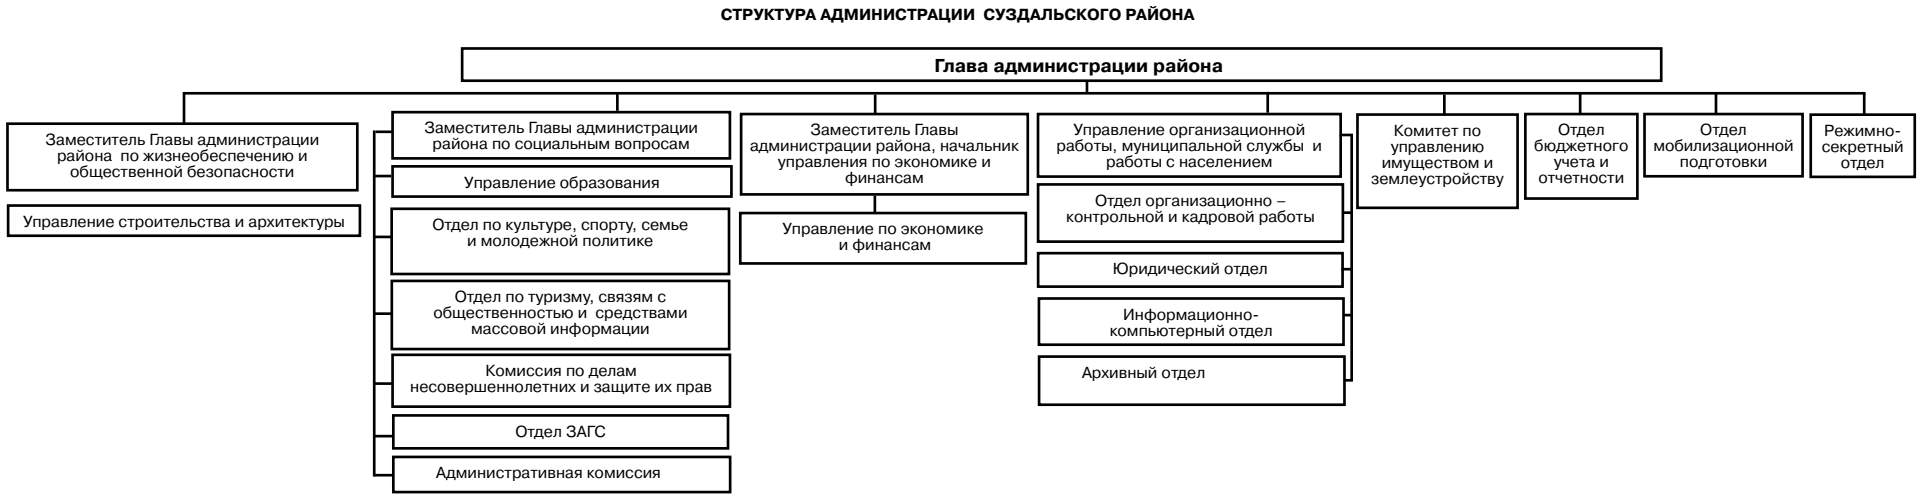 СТРУКТУРА АДМИНИСТРАЦИИ СУЗДАЛЬСКОГО РАЙОНА
Глава администрации района
Заместитель Главы администрации
района по жизнеобеспечению и
общественной безопасности
Управление строительства и архитектуры
Заместитель Главы администрации
района по социальным вопросам
Управление образования
Отдел по культуре, спорту, семье
и молодежной политике
Отдел по туризму, связям с
общественностью и средствами
массовой информации
Комиссия по делам
несовершеннолетних и защите их прав
Отдел ЗАГС
Административная комиссия
Заместитель Главы
администрации района, начальник
управления по экономике и
финансам
Управление по экономике
и финансам
Управление организационной
работы, муниципальной службы и
работы с населением
Отдел организационно –
контрольной и кадровой работы
Юридический отдел
Информационно-
компьютерный отдел
Архивный отдел
Комитет по
управлению
имуществом и
землеустройству
Отдел
бюджетного
учета и
отчетности
Отдел
мобилизационной
подготовки
Режимно-
секретный
отдел